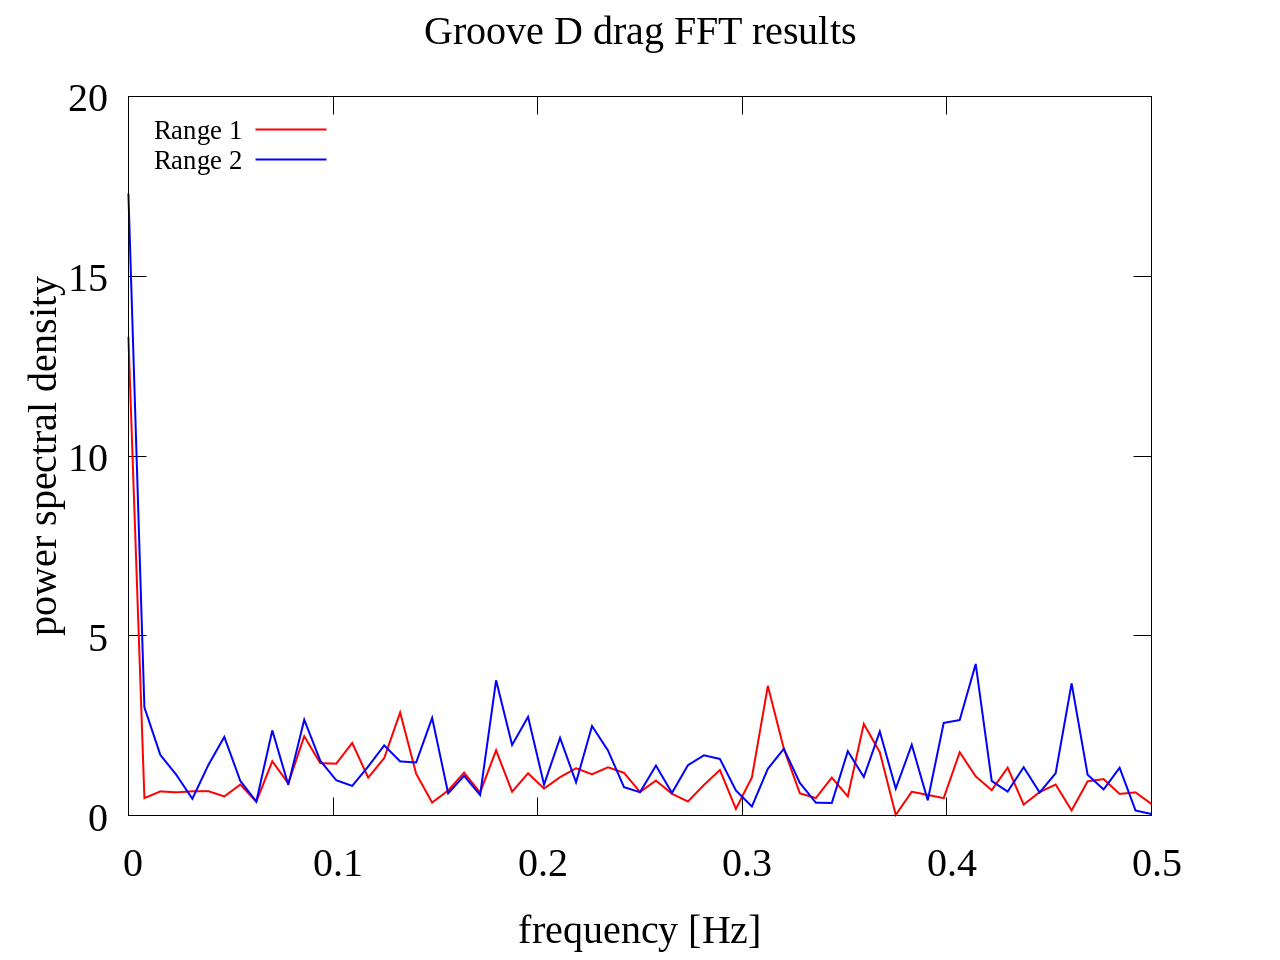 Groove D drag FFT results
20
15
10
5
0
power spectral density
Range 1
Range 2
0 0.1 0.2 0.3 0.4 0.5
frequency [Hz]